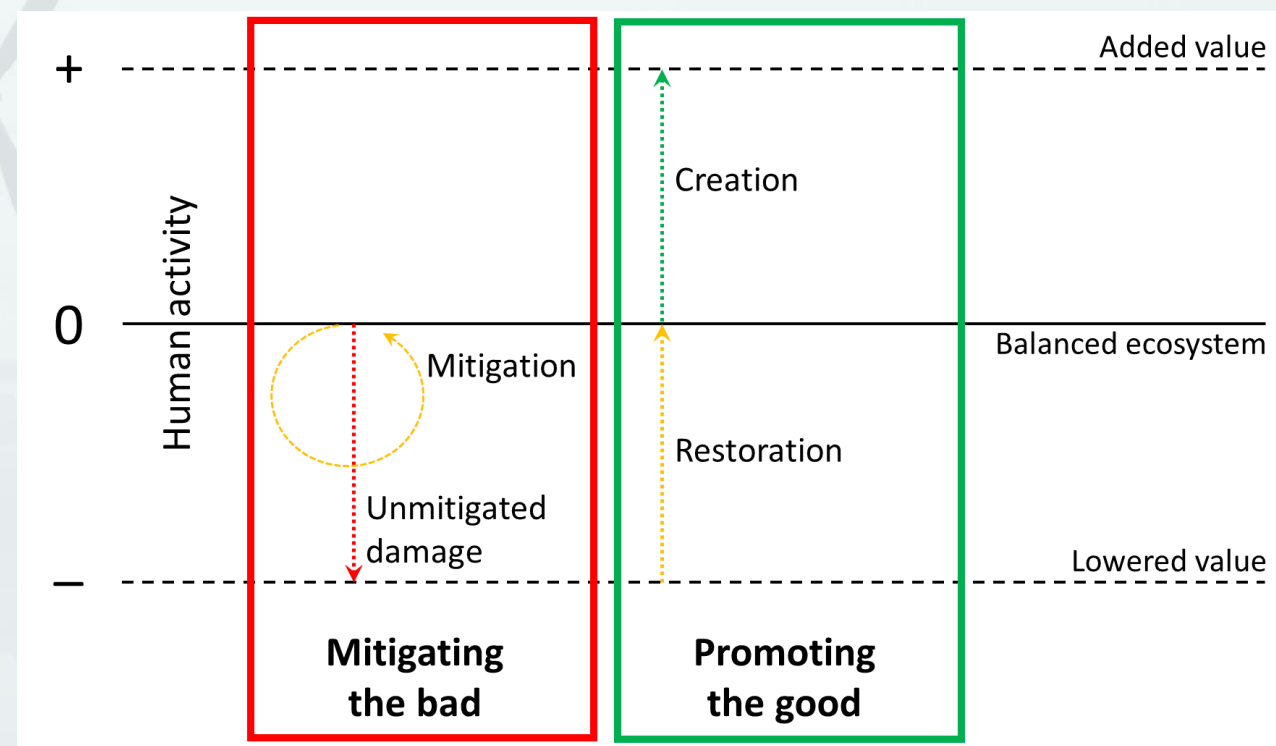 +
Added value
Creation
Human activity
0
Balanced ecosystem
Mitigation
Restoration
Unmitigated
damage
Lowered value
–
Mitigating
the bad
Promoting
the good